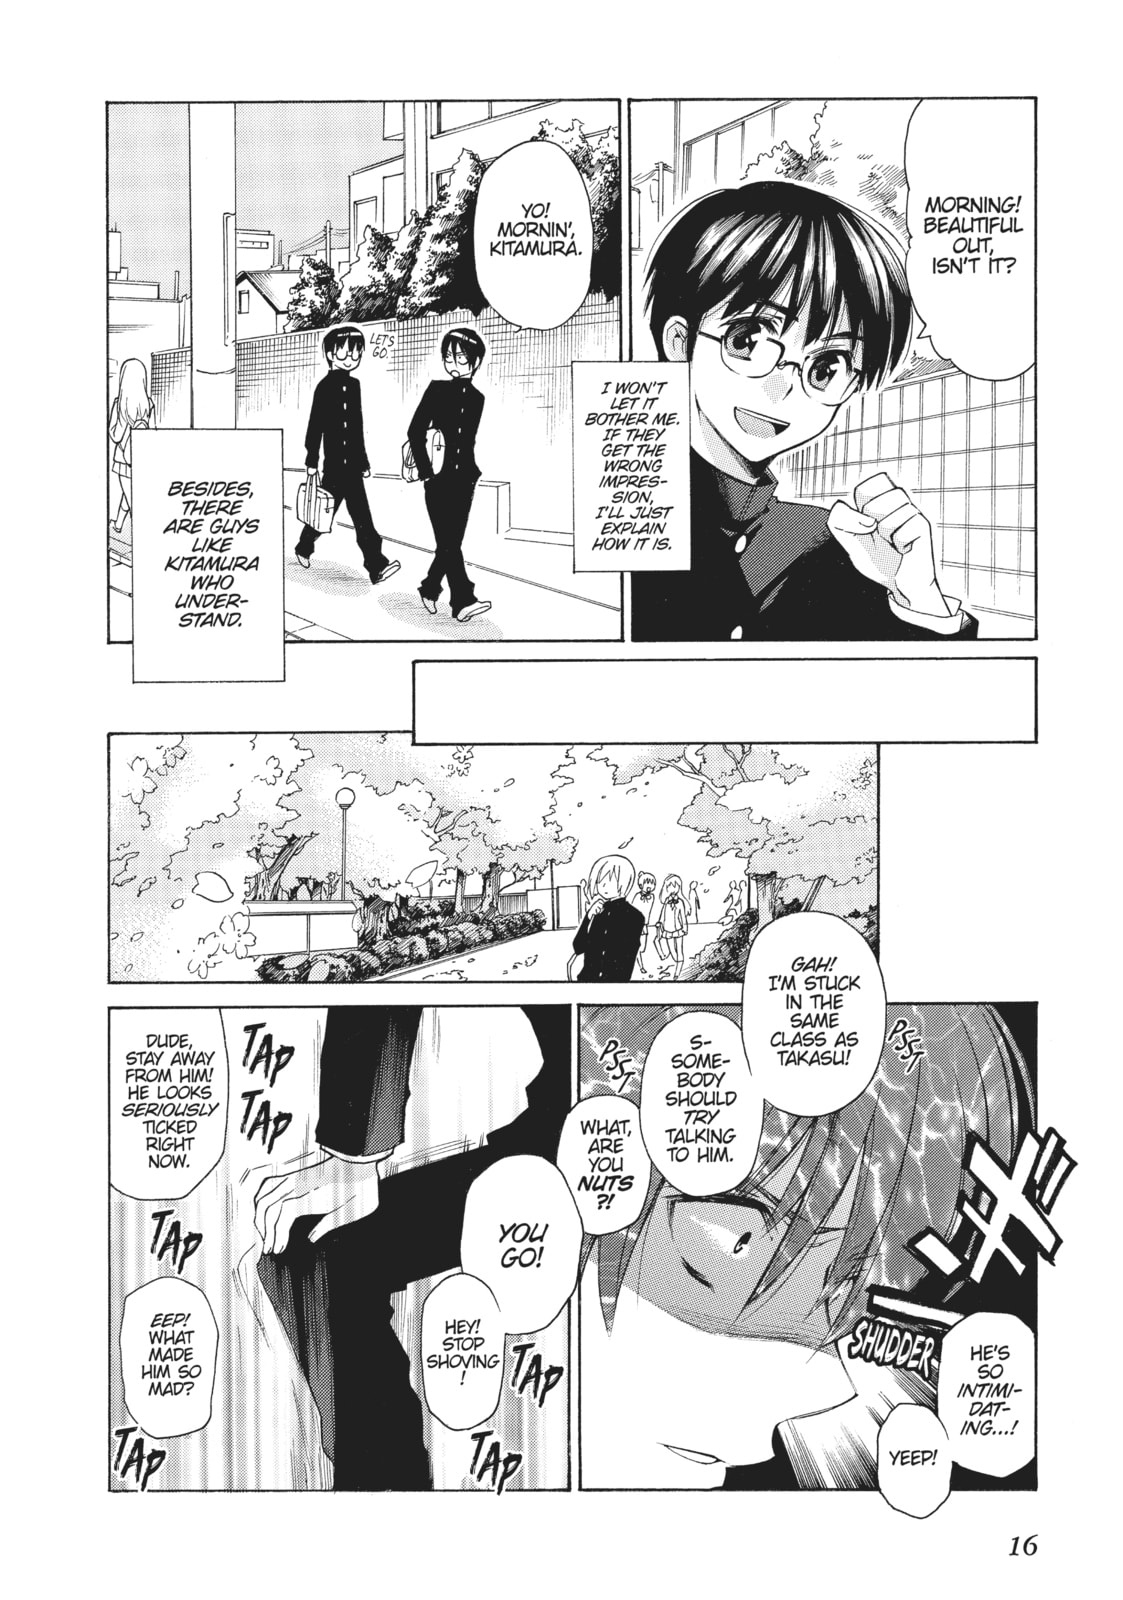 MORNING!
BEAUTIFUL
OUT,
ISN'T IT?
I WON'T
LET IT
BOTHER ME.
IF THEY
GET THE
WRONG
IMPRES-
SION,
I'LL JUST
EXPLAIN
HOW IT IS.
YO!
MORNIN',
KITAMURA.
LET'S
GO.
BESIDES,
THERE
ARE GUYS
LIKE
KITAMURA
WHO
UNDER-
STAND.
GAH!
I'M STUCK
IN THE
SAME
CLASS AS
TAKASU!
PSST
S-
SOME-
BODY
SHOULD
TRY
TALKING
TO HIM.
PSST
WHAT,
ARE
YOU
NUTS
?!
ギ
SHUDDER
HE'S
SO
INTIMI-
DAT-
ING...!
YEEP!
YOU
GO!
HEY!
STOP
SHOVING
!
TAP
TAP
DUDE,
STAY AWAY
FROM HIM!
HE LOOKS
SERIOUSLY
TICKED
RIGHT
NOW.
TAP
TAP
EEP!
WHAT
MADE
HIM SO
MAD?
TAP
TAP
TAP
16